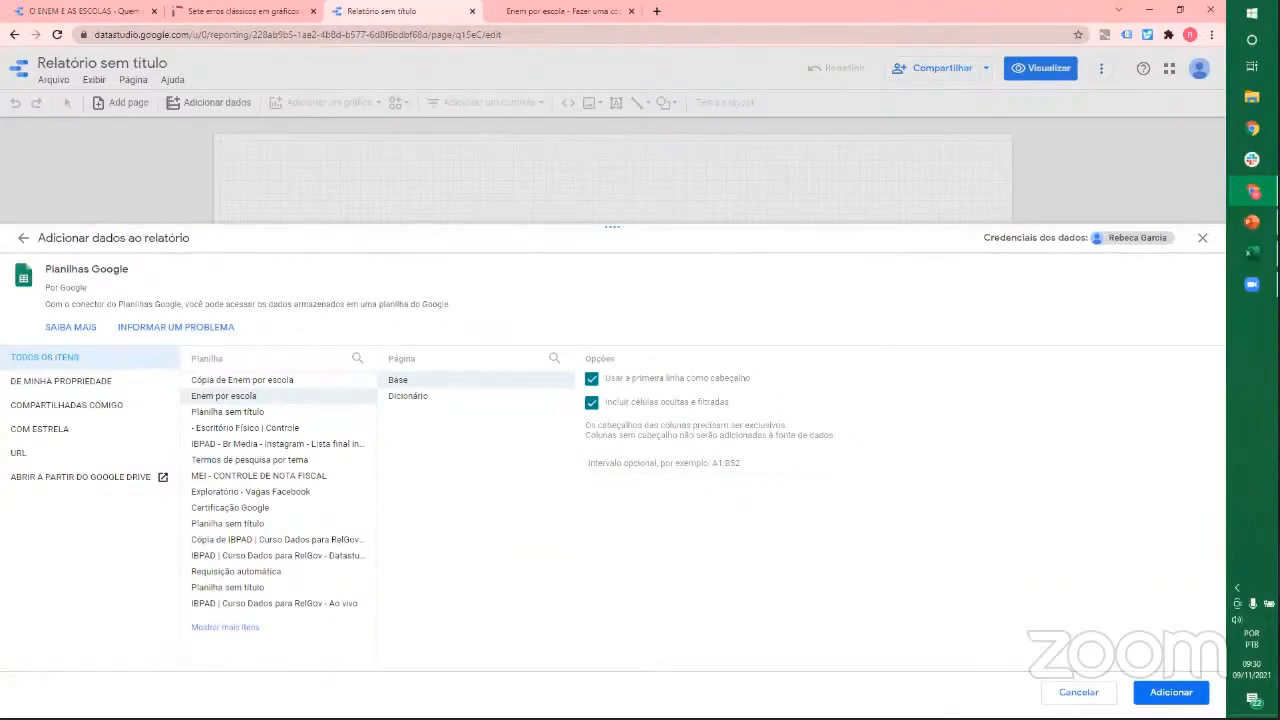 O ENEM E AS ESCOLAS - Quem
Sete erros clássicos em gráficos
Relatório sem título
Enem por escola - Fazer uma co
datastudio.google.com/u/0/reporting/228ab9b5-1ae2-4b8d-b577-6d8f6bdbf68d/page/q15eC/edit
Relatório sem título
Arquivo Exibir Página Ajuda
Redefinir
Compartilhar
Visualizar
Add page
Adicionar dados
Adicionar um gráfico
Adicionar um controle
Tema e layout
Adicionar dados ao relatório
Credenciais dos dados: Rebeca Garcia
Planilhas Google
Por Google
Com o conector do Planilhas Google, você pode acessar os dados armazenados em uma planilha do Google.
SAIBA MAIS INFORMAR UM PROBLEMA
TODOS OS ITENS
DE MINHA PROPRIEDADE
COMPARTILHADAS COMIGO
COM ESTRELA
URL
ABRIR A PARTIR DO GOOGLE DRIVE
Planilha
Cópia de Enem por escola
Enem por escola
Planilha sem título
- Escritório Físico | Controle
IBPAD - Br Media - Instagram - Lista final in...
Termos de pesquisa por tema
MEI - CONTROLE DE NOTA FISCAL
Exploratório - Vagas Facebook
Certificação Google
Planilha sem título
Cópia de IBPAD | Curso Dados para RelGov...
IBPAD | Curso Dados para RelGov - Datastu...
Requisição automática
Planilha sem título
IBPAD | Curso Dados para RelGov - Ao vivo
Mostrar mais itens
Página
Base
Dicionário
Opções
Usar a primeira linha como cabeçalho
Incluir células ocultas e filtradas
Os cabeçalhos das colunas precisam ser exclusivos.
Colunas sem cabeçalho não serão adicionadas à fonte de dados.
Intervalo opcional, por exemplo: A1:B52
Cancelar
Adicionar
zoom
POR
PTB
09:30
09/11/2021
22